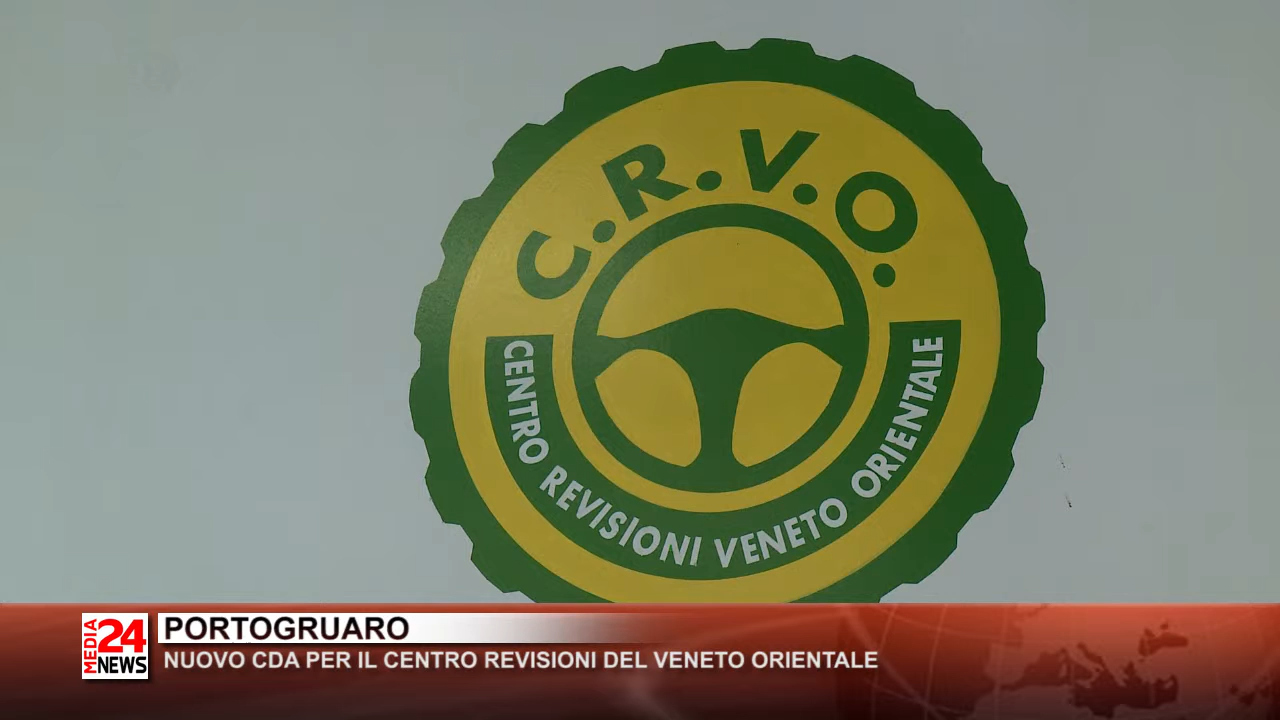 C.R.V.O.
CENTRO REVISIONI VENETO ORIENTALE
MEDIA
24
NEWS
PORTOGRUARO
NUOVO CDA PER IL CENTRO REVISIONI DEL VENETO ORIENTALE